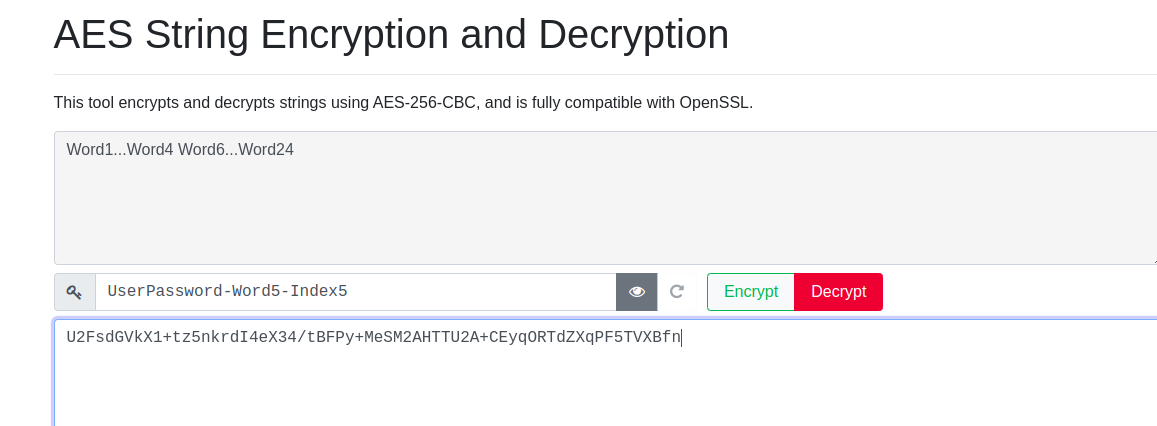 AES String Encryption and Decryption
This tool encrypts and decrypts strings using AES-256-CBC, and is fully compatible with OpenSSL.
Word1...Word4 Word6...Word24
UserPassword-Word5-Index5
Encrypt
Decrypt
U2FsdGVkX1+tz5nkrdI4eX34/tBFPy+MeSM2AHTTU2A+CEyqORTdZXqPF5TVXBfn